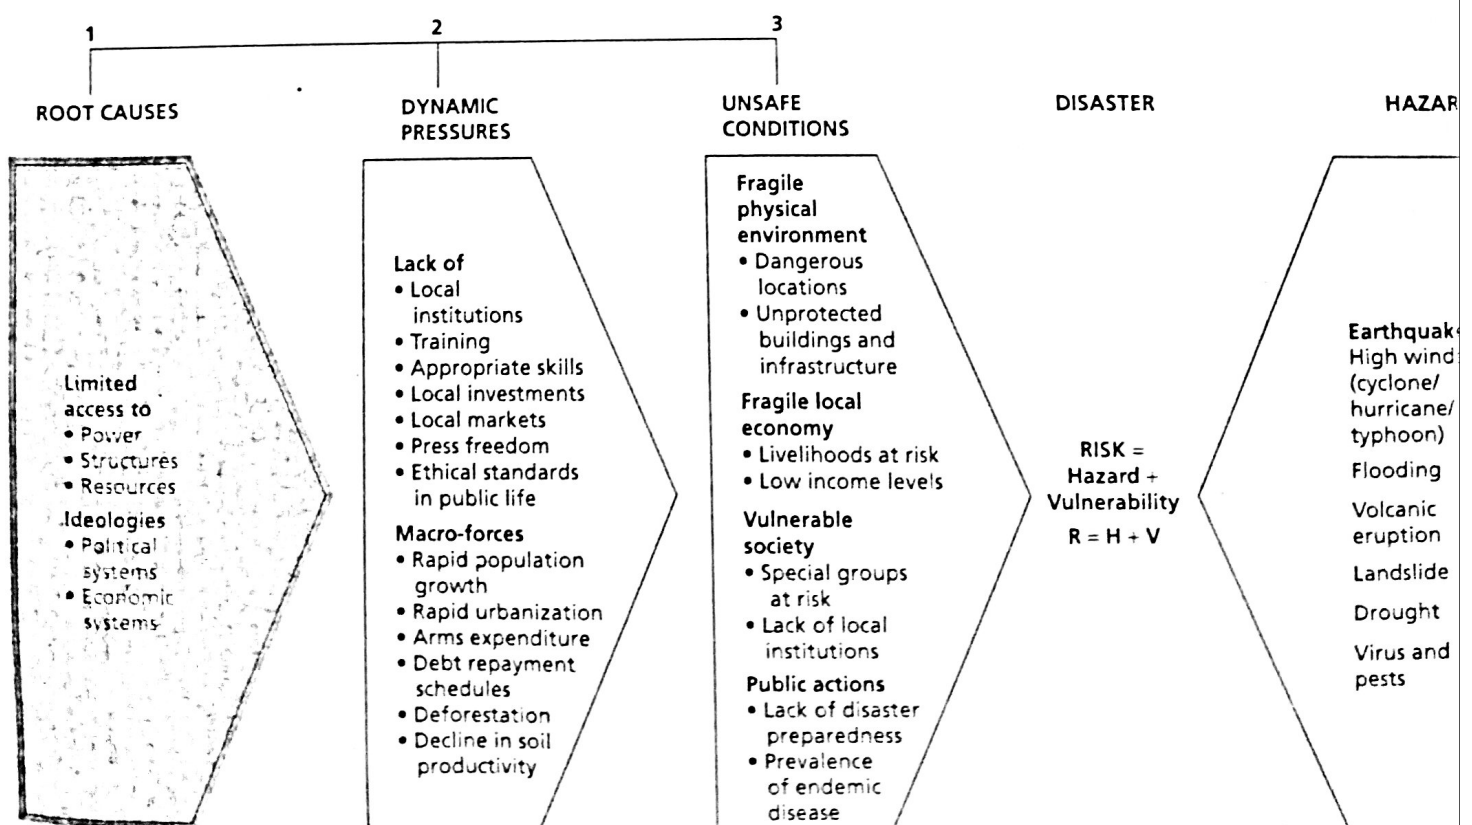 1
2
3
ROOT CAUSES
DYNAMIC
PRESSURES
UNSAFE
CONDITIONS
DISASTER
HAZAR
Limited
access to
• Power
• Structures
• Resources
Ideologies
• Political
systems
• Economic
systems
Lack of
• Local
institutions
• Training
• Appropriate skills
• Local investments
• Local markets
• Press freedom
• Ethical standards
in public life
Macro-forces
• Rapid population
growth
• Rapid urbanization
• Arms expenditure
• Debt repayment
schedules
• Deforestation
• Decline in soil
productivity
Fragile
physical
environment
• Dangerous
locations
• Unprotected
buildings and
infrastructure
Fragile local
economy
• Livelihoods at risk
• Low income levels
Vulnerable
society
• Special groups
at risk
• Lack of local
institutions
Public actions
• Lack of disaster
preparedness
• Prevalence
of endemic
disease
RISK =
Hazard +
Vulnerability
R = H + V
Earthquak
High wind
(cyclone/
hurricane/
typhoon)
Flooding
Volcanic
eruption
Landslide
Drought
Virus and
pests